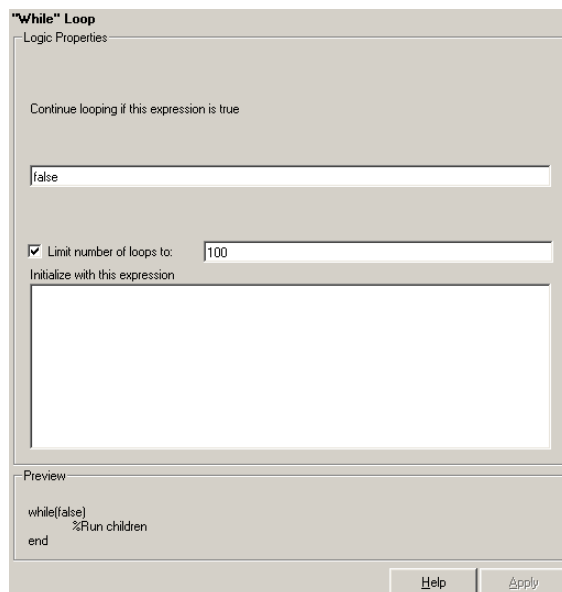 "While" Loop
Logic Properties
Continue looping if this expression is true
false
Limit number of loops to:
100
Initialize with this expression
Preview
while(false)
%Run children
end
Help
Apply